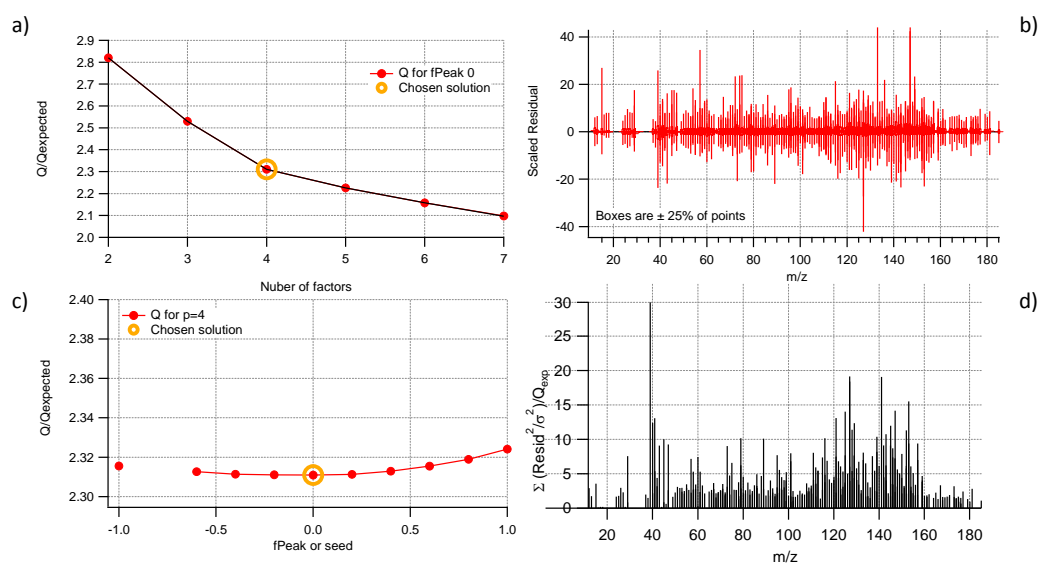 a)
2.9
2.8
2.7
2.6
2.5
2.4
2.3
2.2
2.1
2.0
Q/Qexpected
Q for fPeak 0
Chosen solution
2 3 4 5 6 7
Nuber of factors
b)
40
20
0
-20
-40
Scaled Residual
Boxes are ± 25% of points
20 40 60 80 100 120 140 160 180
m/z
c)
2.40
2.38
2.36
2.34
2.32
2.30
Q/Qexpected
Q for p=4
Chosen solution
-1.0 -0.5 0.0 0.5 1.0
fPeak or seed
d)
30
25
20
15
10
5
0
Σ (Resid²/σ²)/Qexp
20 40 60 80 100 120 140 160 180
m/z